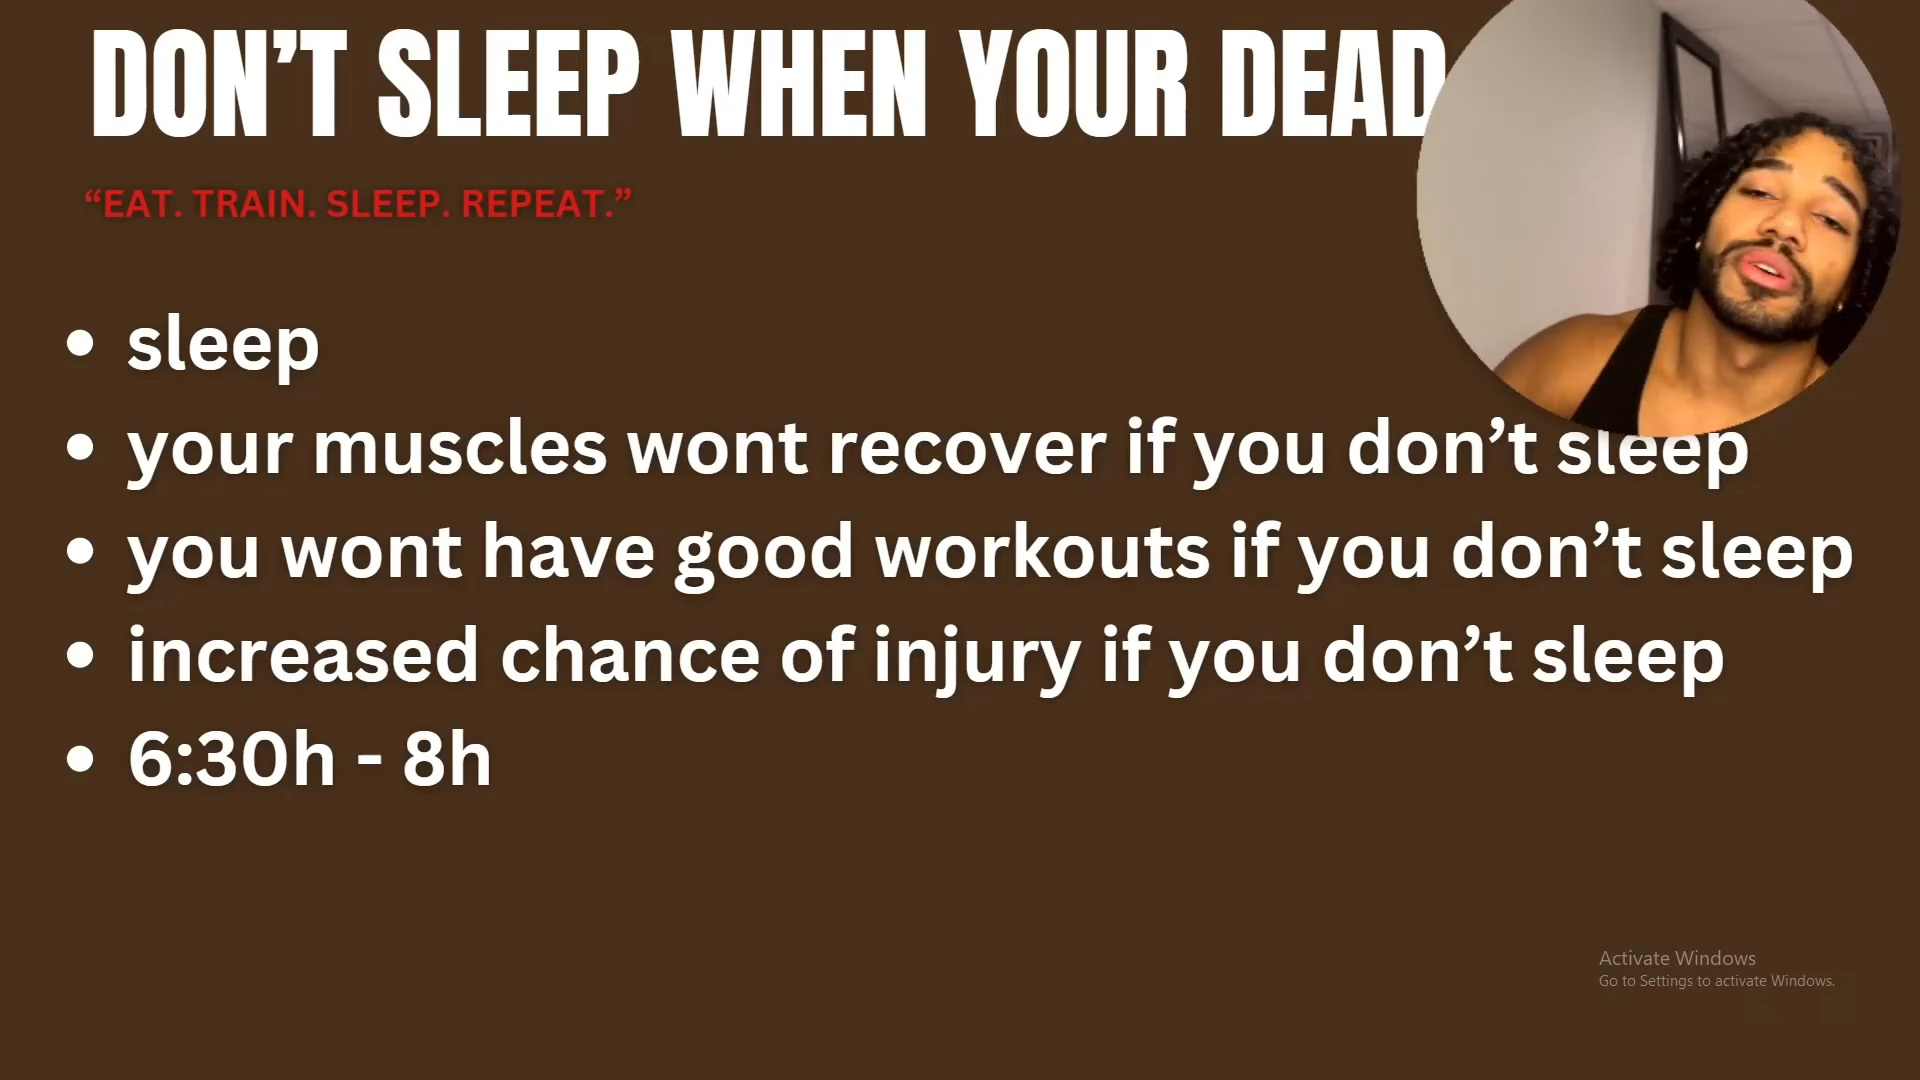 DON’T SLEEP WHEN YOUR DEAD
“EAT. TRAIN. SLEEP. REPEAT.”
• sleep
• your muscles wont recover if you don’t sleep
• you wont have good workouts if you don’t sleep
• increased chance of injury if you don’t sleep
• 6:30h - 8h
Activate Windows
Go to Settings to activate Windows.